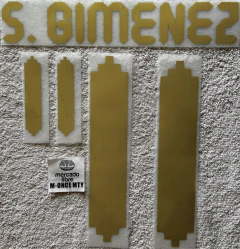 S. GIMENEZ
mercado
libre
M-ONCE MTY